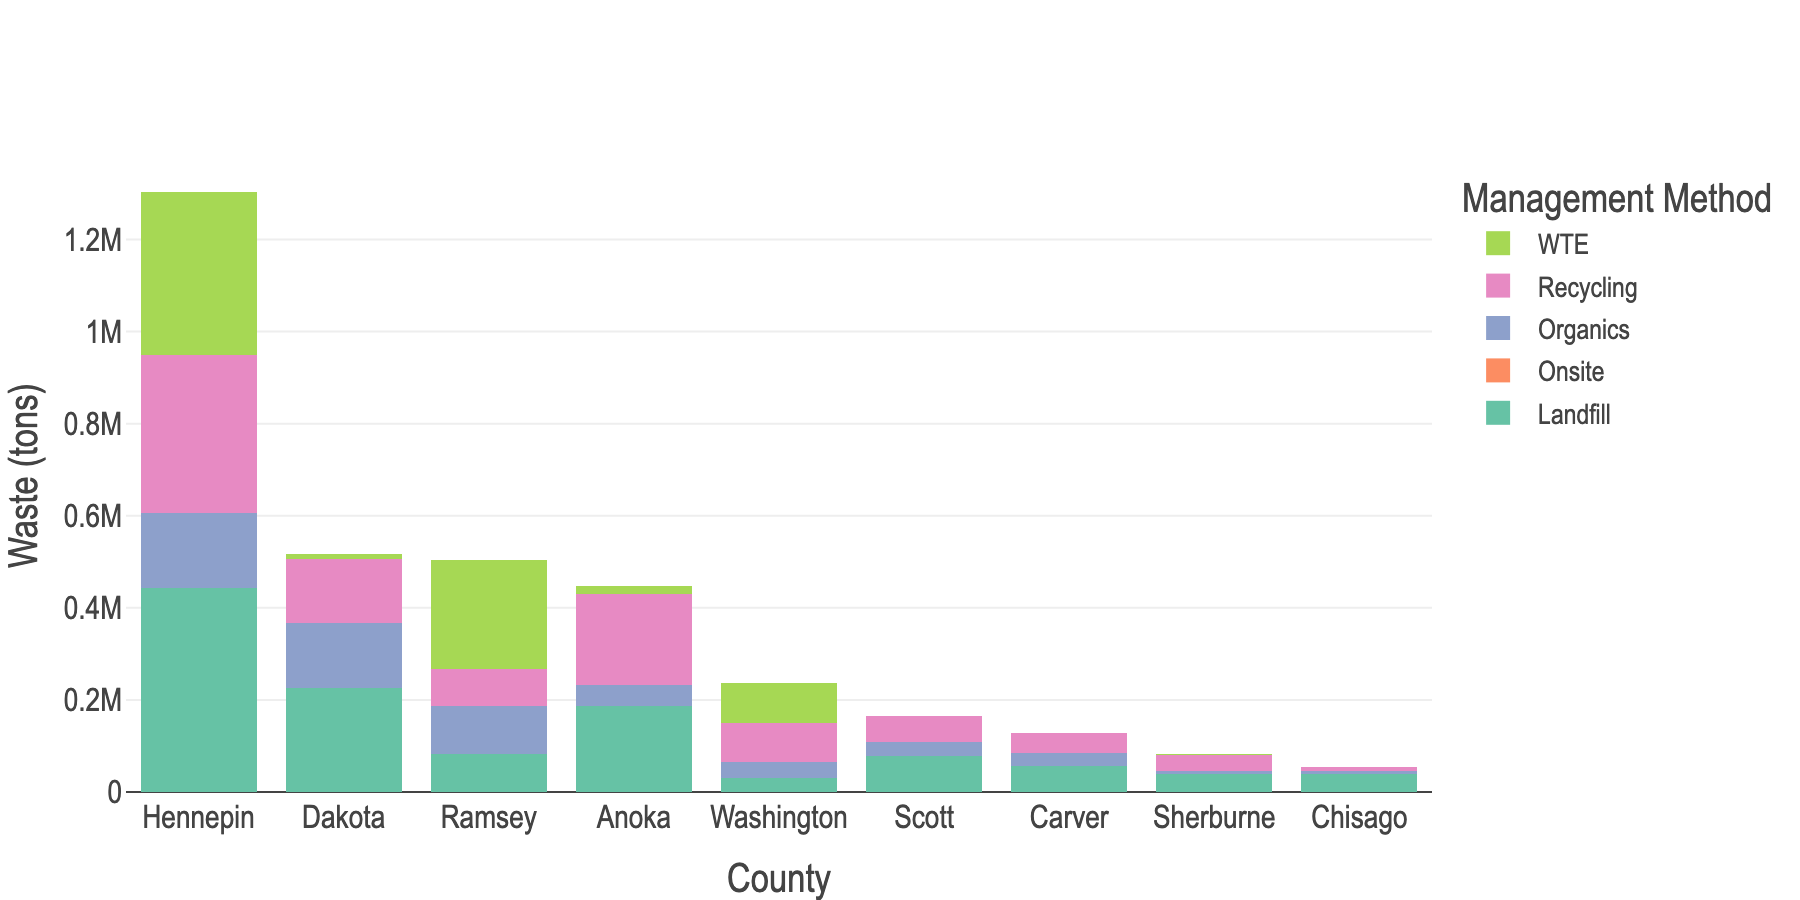 Management Method
WTE
Recycling
Organics
Onsite
Landfill
Waste (tons)
1.2M
1M
0.8M
0.6M
0.4M
0.2M
0
Hennepin Dakota Ramsey Anoka Washington Scott Carver Sherburne Chisago
County